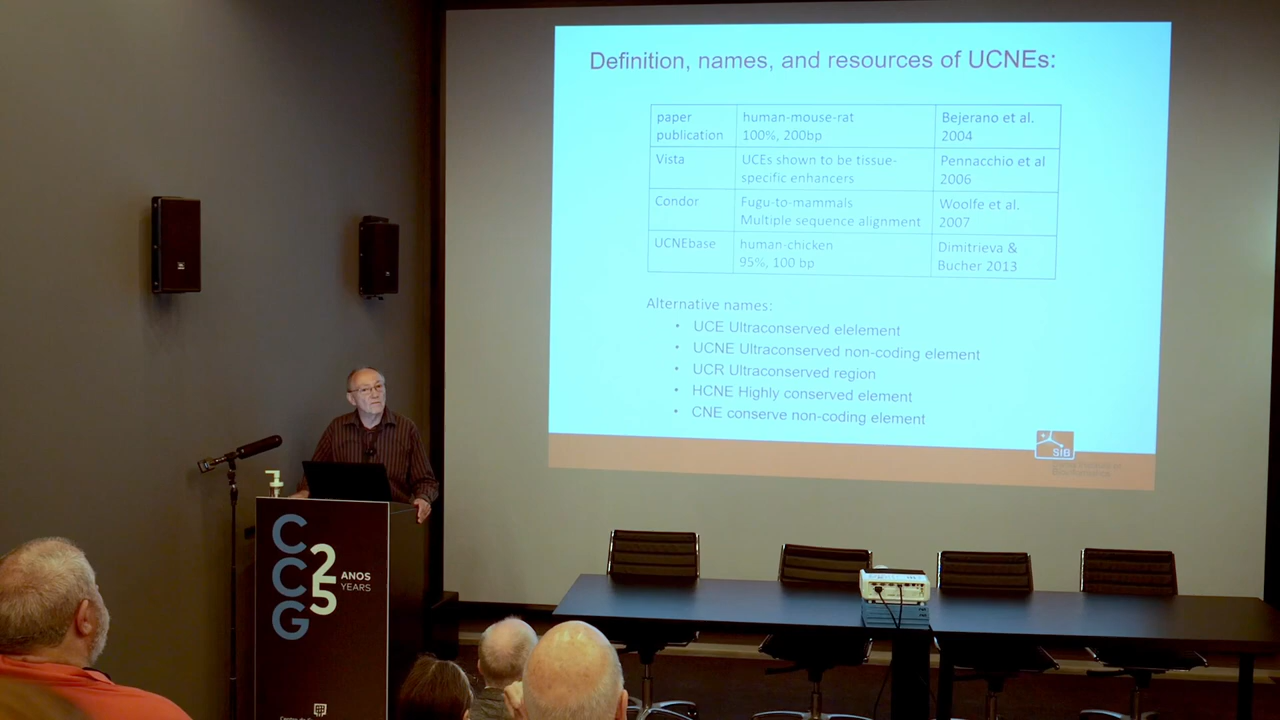 Definition, names, and resources of UCNEs:
paper publication
human-mouse-rat
100%, 200bp
Bejerano et al.
2004
Vista
UCEs shown to be tissue-
specific enhancers
Pennacchio et al
2006
Condor
Fugu-to-mammals
Multiple sequence alignment
Woolfe et al.
2007
UCNEbase
human-chicken
95%, 100 bp
Dimitrieva &
Bucher 2013
Alternative names:
• UCE Ultraconserved elelement
• UCNE Ultraconserved non-coding element
• UCR Ultraconserved region
• HCNE Highly conserved element
• CNE conserve non-coding element
SIB
CCG
25
ANOS
YEARS